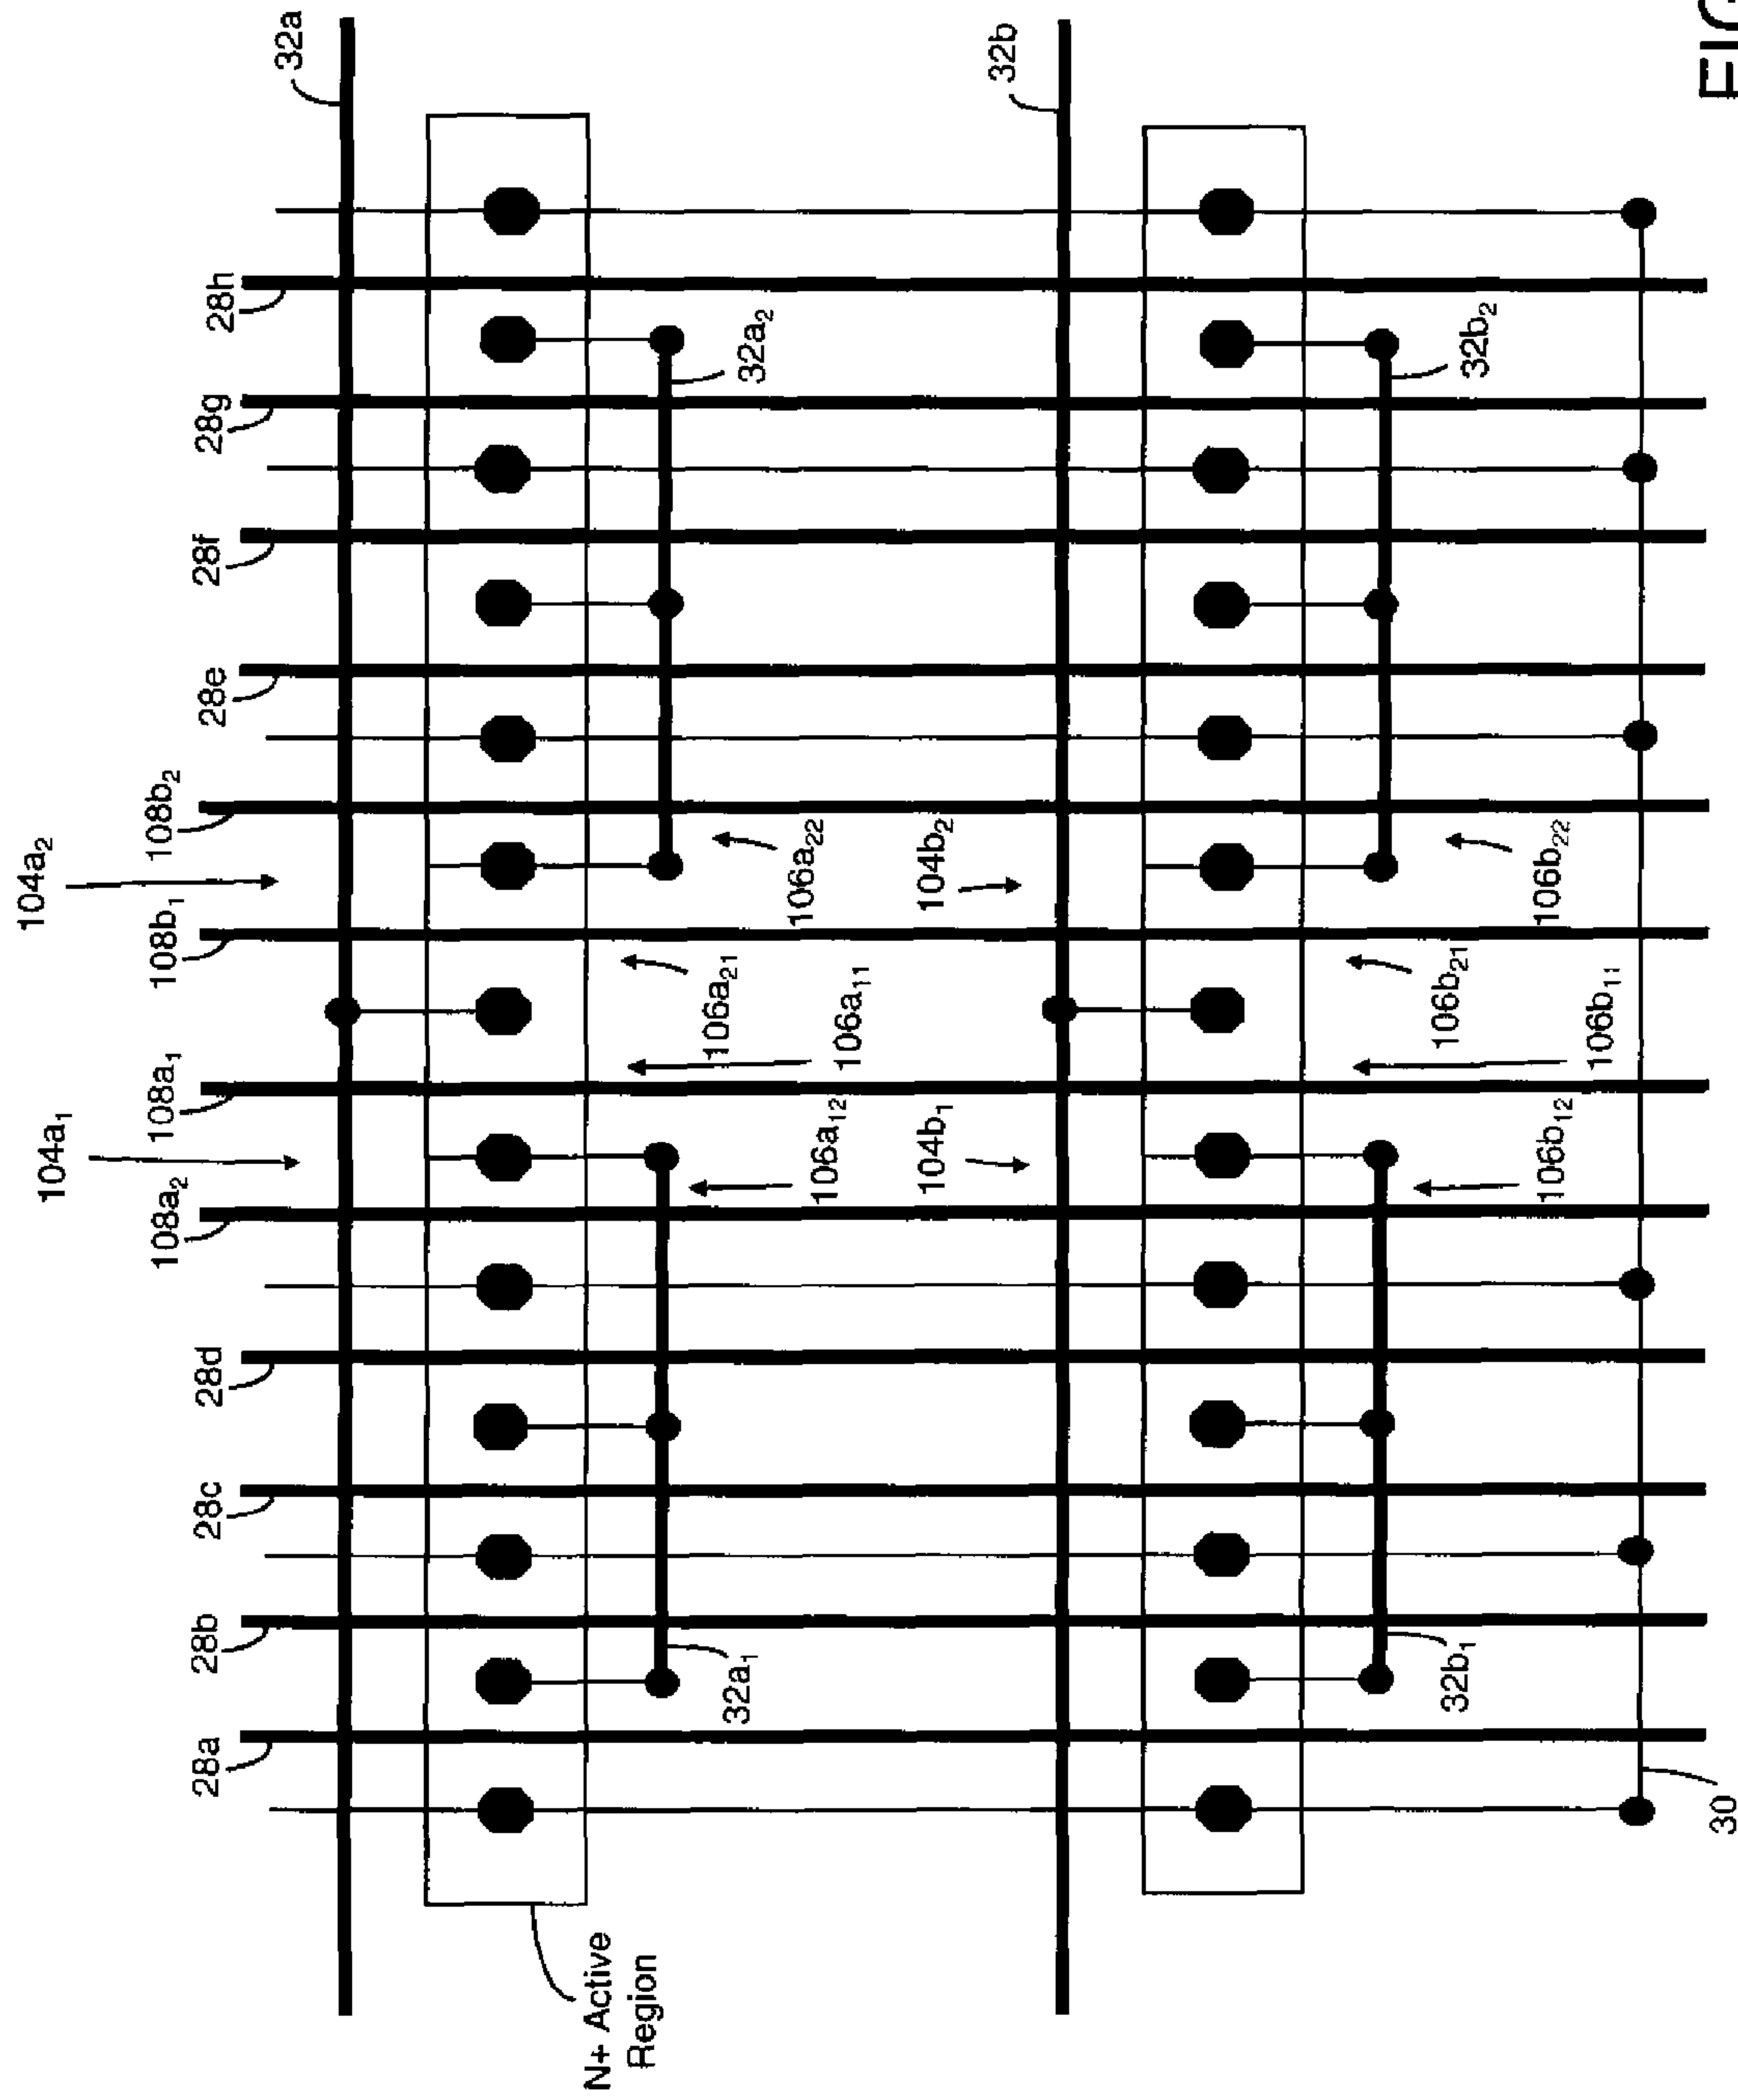 104a₁
104a₂
108a₂
108a₁
108b₁
108b₂
28a
28b
28c
28d
28e
28f
28g
28h
32a
N+ Active
Region
32a₁
106a₁₂
106a₁₁
106a₂₁
106a₂₂
32a₂
104b₁
104b₂
32b
32b₁
106b₁₂
106b₁₁
106b₂₁
106b₂₂
32b₂
30